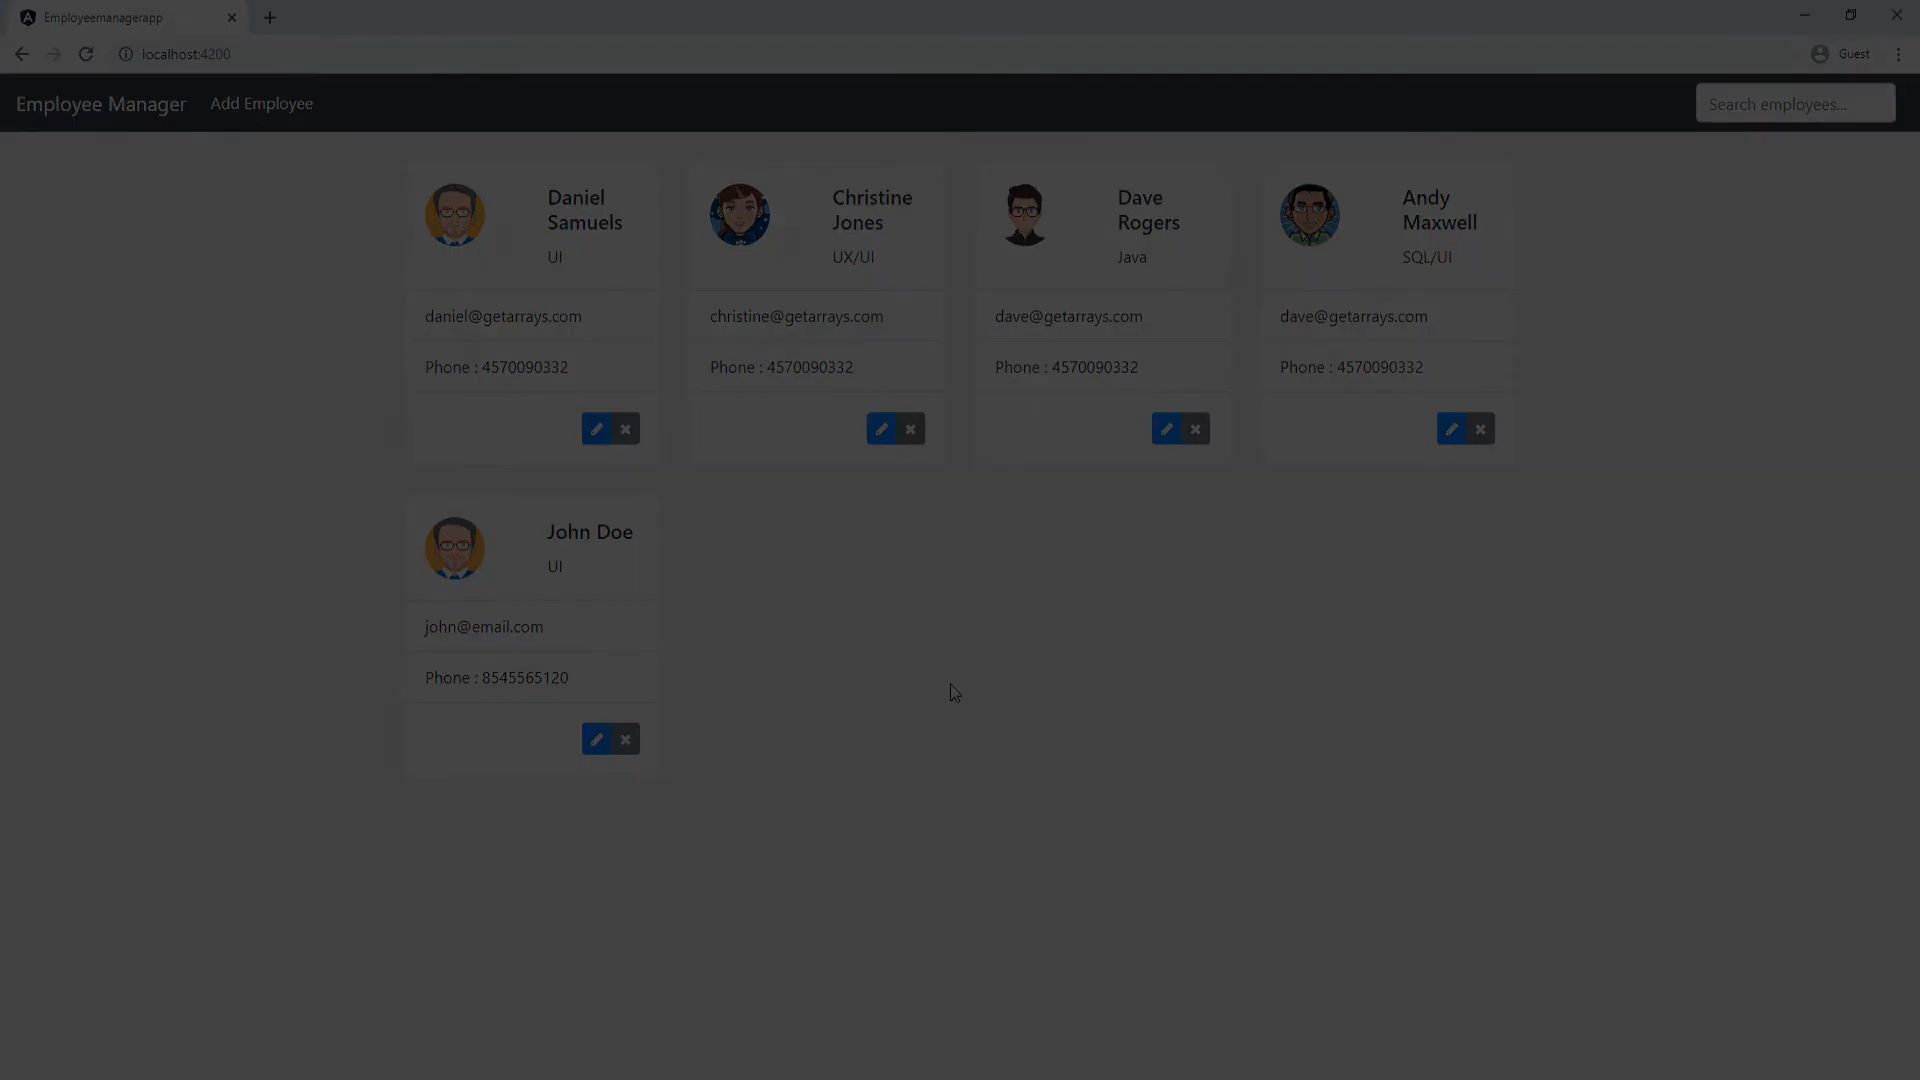 Employeemanagerapp
localhost:4200
Guest
Employee Manager
Add Employee
Search employees...
Daniel
Samuels
UI
daniel@getarrays.com
Phone : 4570090332
Christine
Jones
UX/UI
christine@getarrays.com
Phone : 4570090332
Dave
Rogers
Java
dave@getarrays.com
Phone : 4570090332
Andy
Maxwell
SQL/UI
dave@getarrays.com
Phone : 4570090332
John Doe
UI
john@email.com
Phone : 8545565120